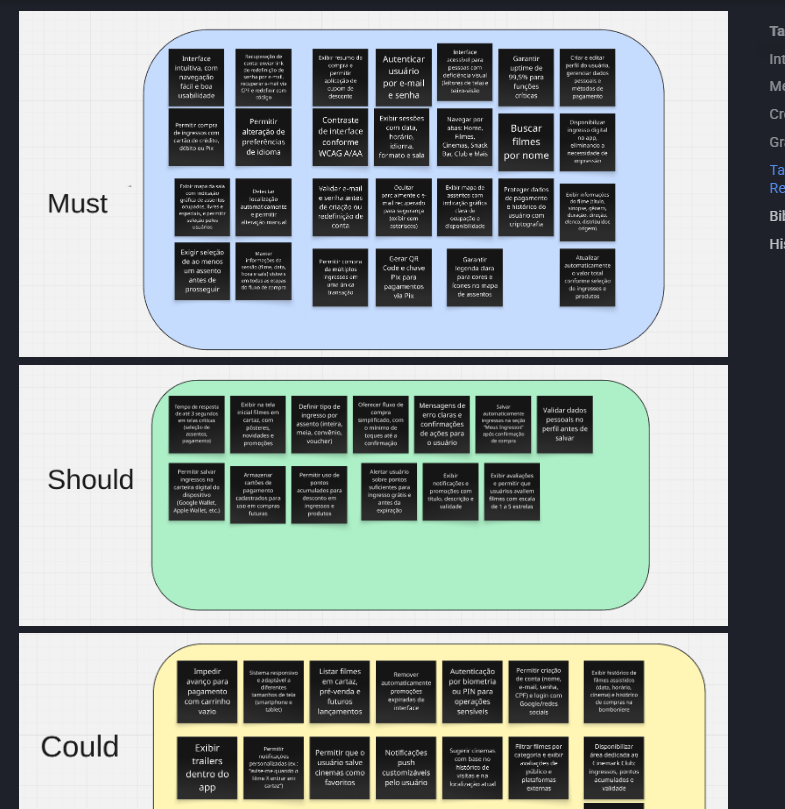 Must
Interface
intuitiva, com
navegação
fácil e boa
usabilidade
Recuperação de
conta: enviar link
de redefinição de
senha por e-mail,
recuperar e-mail via
CPF e redefinir com
código
Exibir resumo da
compra e
permitir
aplicação de
cupom de
desconto
Autenticar
usuário
por e-mail
e senha
Interface
acessível para
pessoas com
deficiência visual
(leitores de tela e
baixa-visão
Garantir
uptime de
99,5% para
funções
críticas
Criar e editar
perfil do usuário,
gerenciar dados
pessoais e
métodos de
pagamento
Permitir compra
de ingressos com
cartão de crédito,
débito ou Pix
Permitir
alteração de
preferências
de idioma
Contraste
de interface
conforme
WCAG A/AA
Exibir sessões
com data,
horário,
idioma,
formato e sala
Navegar por
abas: Home,
Filmes,
Cinemas, Snack
Bar, Club e Mais
Buscar
filmes
por nome
Disponibilizar
ingresso digital
no app,
eliminando a
necessidade de
impressão
Exibir mapa da sala
com indicação
gráfica de assentos
ocupados, livres e
especiais, e permitir
seleção pelos
usuários
Detectar
localização
automaticamente
e permitir
alteração manual
Validar e-mail
e senha antes
de criação ou
redefinição de
conta
Ocultar
parcialmente o e-
mail recuperado
para segurança
(exibir com
asteriscos)
Exibir mapa de
assentos com
indicação gráfica
clara de
ocupação e
disponibilidade
Proteger dados
de pagamento
e histórico do
usuário com
criptografia
Exibir informações
do filme (título,
sinopse, gênero,
duração, direção,
elenco, distribuidor,
origem)
Exigir seleção
de ao menos
um assento
antes de
prosseguir
Manter
informações da
sessão (filme, data,
hora e sala) visíveis
em todas as etapas
do fluxo de compra
Permitir compra
de múltiplos
ingressos em
uma única
transação
Gerar QR
Code e chave
Pix para
pagamentos
via Pix
Garantir
legenda clara
para cores e
ícones no mapa
de assentos
Atualizar
automaticamente
o valor total
conforme seleção
de ingressos e
produtos
Should
Tempo de resposta
de até 3 segundos
em telas críticas
(seleção de
assentos,
pagamento)
Exibir na tela
inicial filmes em
cartaz, com
pôsteres,
novidades e
promoções
Definir tipo de
ingresso por
assento (inteira,
meia, convênio,
voucher)
Oferecer fluxo de
compra
simplificado, com
o mínimo de
toques até a
confirmação
Mensagens de
erro claras e
confirmações
de ações para
o usuário
Salvar
automaticamente
ingressos na seção
"Meus Ingressos"
após confirmação
de compra
Validar dados
pessoais no
perfil antes de
salvar
Permitir salvar
ingressos na
carteira digital do
dispositivo
(Google Wallet,
Apple Wallet, etc.)
Armazenar
cartões de
pagamento
cadastrados para
uso em compras
futuras
Permitir uso de
pontos
acumulados para
desconto em
ingressos e
produtos
Alertar usuário
sobre pontos
suficientes para
ingresso grátis e
antes da
expiração
Exibir
notificações e
promoções com
título, descrição e
validade
Exibir avaliações
e permitir que
usuários avaliem
filmes com escala
de 1 a 5 estrelas
Could
Impedir
avanço para
pagamento
com carrinho
vazio
Sistema responsivo
e adaptável a
diferentes
tamanhos de tela
(smartphone e
tablet)
Listar filmes
em cartaz,
pré-venda e
futuros
lançamentos
Remover
automaticamente
promoções
expiradas da
interface
Autenticação
por biometria
ou PIN para
operações
sensíveis
Permitir criação
de conta (nome,
e-mail, senha,
CPF) e login com
Google/redes
sociais
Exibir histórico de
filmes assistidos
(data, horário,
cinema) e histórico
de compras na
bomboniere
Exibir
trailers
dentro do
app
Permitir
notificações
personalizadas (ex.:
"avise-me quando o
filme X entrar em
cartaz")
Permitir que o
usuário salve
cinemas como
favoritos
Notificações
push
customizáveis
pelo usuário
Sugerir cinemas
com base no
histórico de
visitas e na
localização atual
Filtrar filmes por
categoria e exibir
avaliações de
público e
plataformas
externas
Disponibilizar
área dedicada ao
Cinemark Club:
ingressos, pontos
acumulados e
validade
Ta
Int
Me
Cr
Gra
Ta
Re
Bib
His